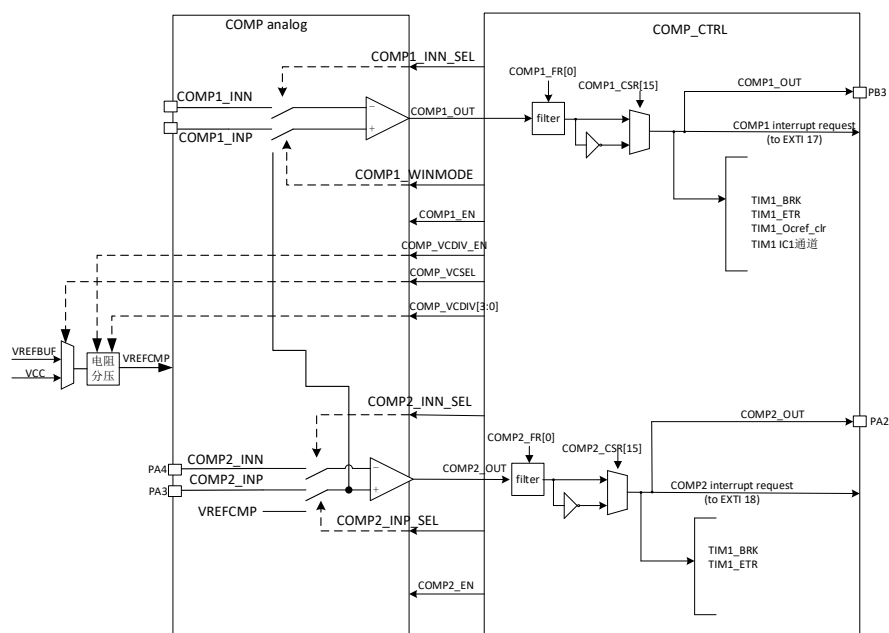 COMP analog
COMP_CTRL
COMP1_INN_SEL
COMP1_FR[0]
COMP1_CSR[15]
COMP1_OUT
PB3
COMP1_INN
COMP1_INP
COMP1_OUT
filter
COMP1 interrupt request
(to EXTI 17)
COMP1_WINMODE
TIM1_BRK
TIM1_ETR
TIM1_Ocref_clr
TIM1 IC1通道
COMP1_EN
COMP_VCDIV_EN
COMP_VCSEL
COMP_VCDIV[3:0]
VREFBUF
VCC
电阻
分压
VREFCMP
COMP2_INN_SEL
COMP2_FR[0]
COMP2_CSR[15]
COMP2_OUT
PA2
PA4
COMP2_INN
PA3
COMP2_INP
COMP2_OUT
filter
COMP2 interrupt request
(to EXTI 18)
VREFCMP
COMP2_INP_SEL
TIM1_BRK
TIM1_ETR
COMP2_EN